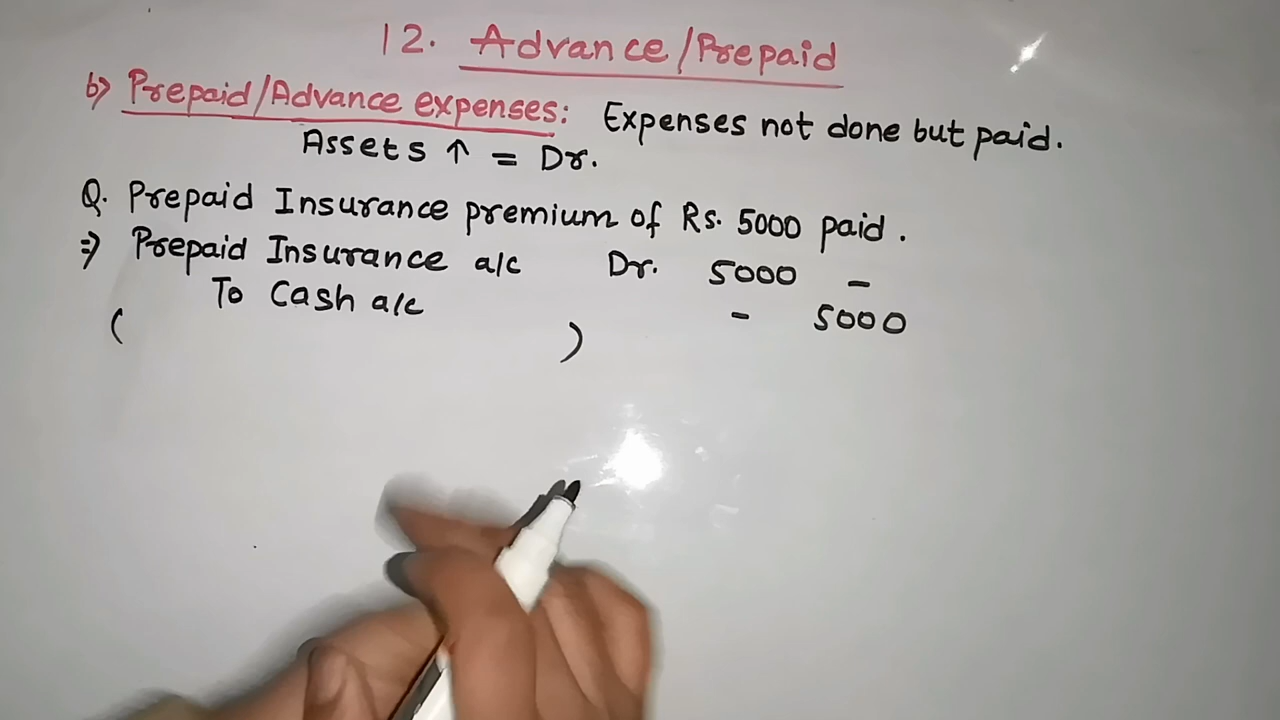 12. Advance/Prepaid
b) Prepaid/Advance expenses: Expenses not done but paid.
Assets ↑ = Dr.
Q. Prepaid Insurance premium of Rs. 5000 paid.
⇒ Prepaid Insurance a/c Dr. 5000 -
To Cash a/c - 5000
( )